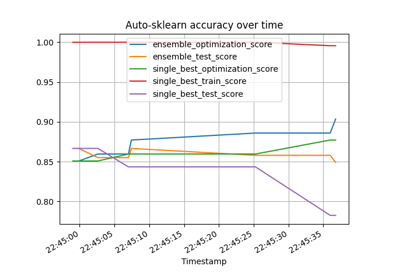 Auto-sklearn accuracy over time
1.00
0.95
0.90
0.85
0.80
ensemble_optimization_score
ensemble_test_score
single_best_optimization_score
single_best_train_score
single_best_test_score
22:45:00
22:45:05
22:45:10
22:45:15
22:45:20
22:45:25
22:45:30
22:45:35
Timestamp